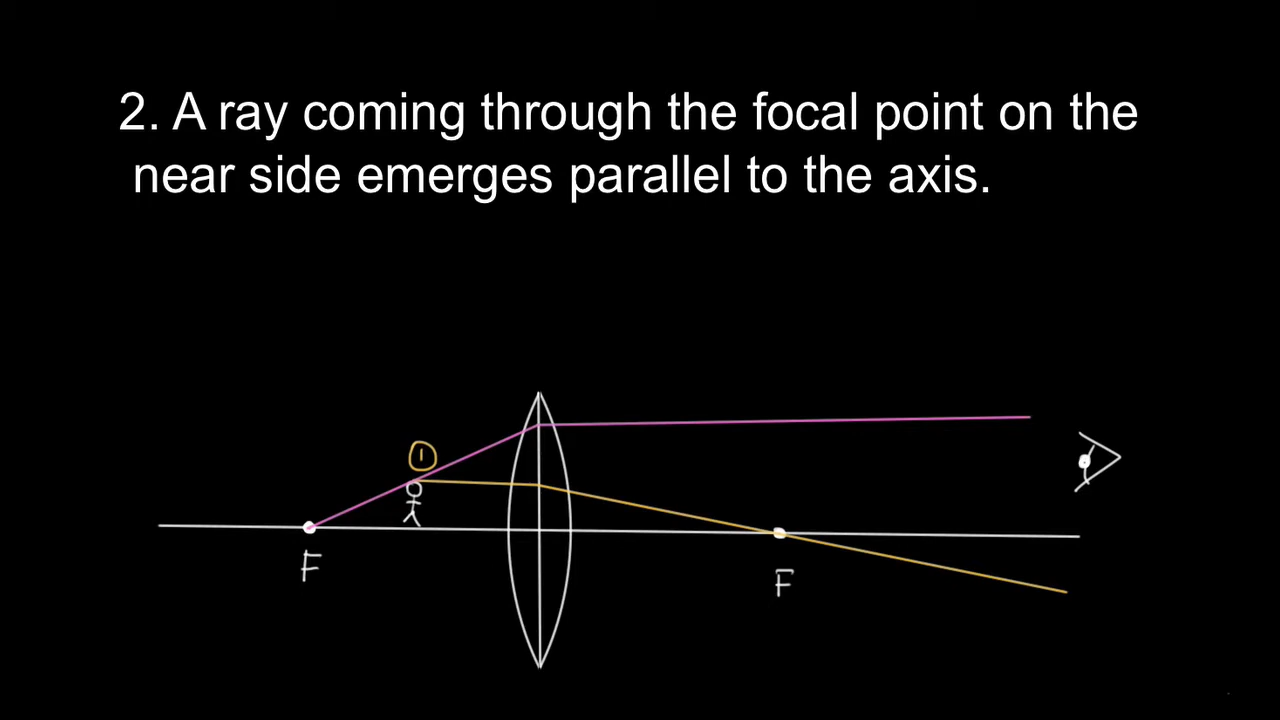 2. A ray coming through the focal point on the
near side emerges parallel to the axis.
1
F
F